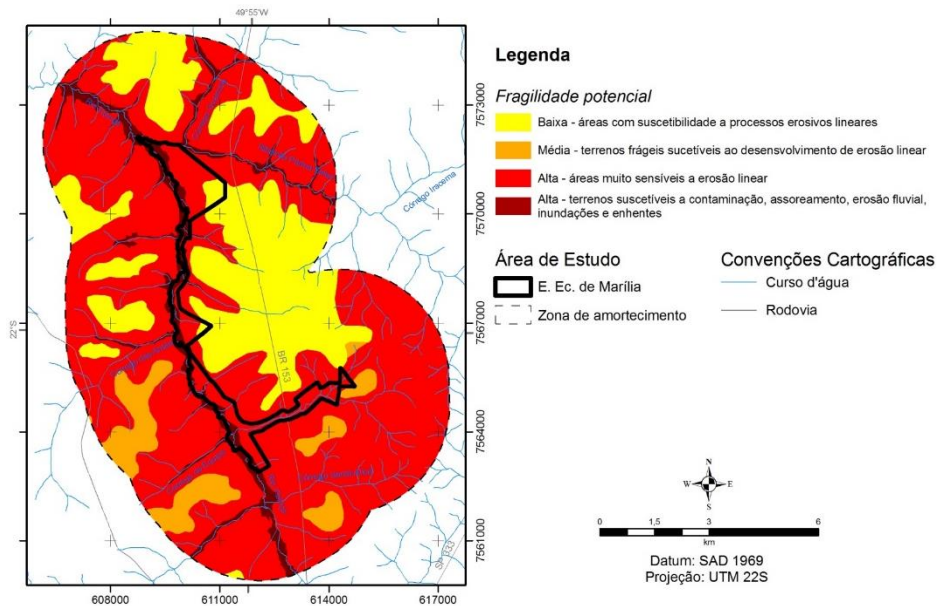 49°55'W
Legenda
Fragilidade potencial
Baixa - áreas com suscetibilidade a processos erosivos lineares
Média - terrenos frágeis sucetíveis ao desenvolvimento de erosão linear
Alta - áreas muito sensíveis a erosão linear
Alta - terrenos suscetíveis a contaminação, assoreamento, erosão fluvial,
inundações e enhentes
Área de Estudo
E. Ec. de Marília
Zona de amortecimento
Convenções Cartográficas
Curso d'água
Rodovia
7573000
7570000
7567000
7564000
7561000
22°S
Córrego Iracema
BR 153
SP 333
N
W
E
S
0
1,5
3
6
km
Datum: SAD 1969
Projeção: UTM 22S
608000
611000
614000
617000